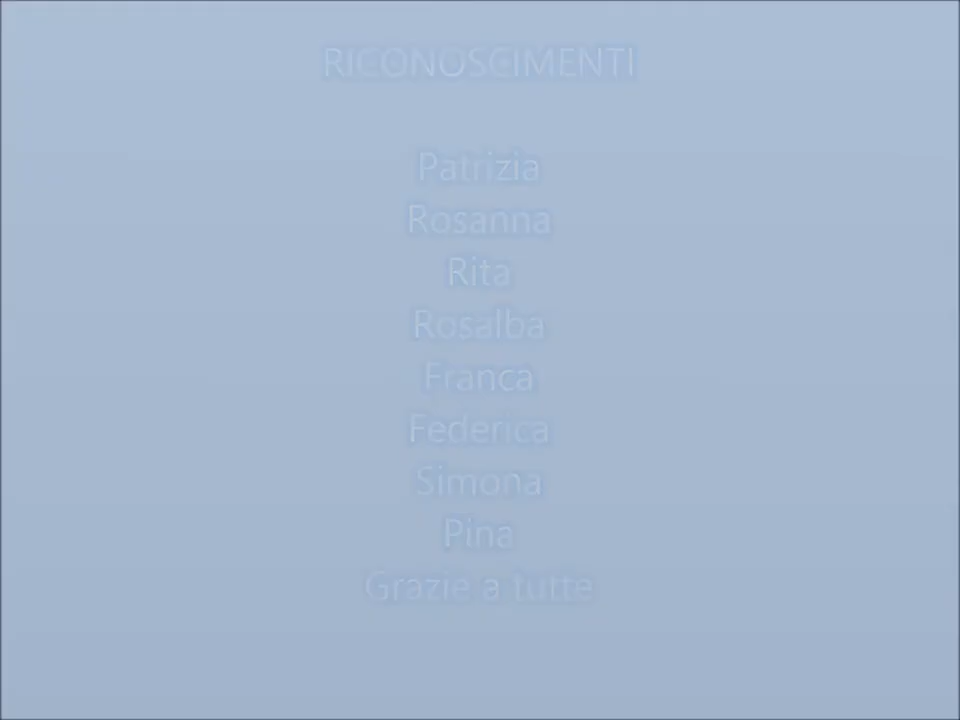 RICONOSCIMENTI
Patrizia
Rosanna
Rita
Rosalba
Franca
Federica
Simona
Pina
Grazie a tutte